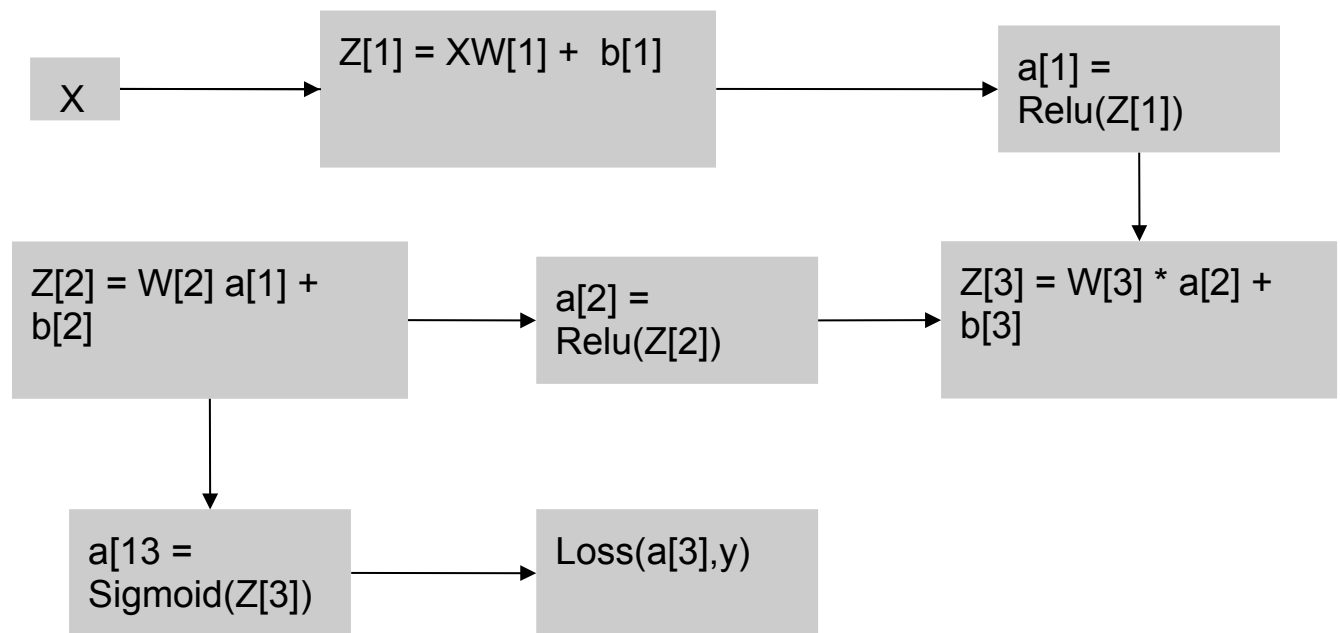 X
Z[1] = XW[1] +  b[1]
a[1] =
Relu(Z[1])
Z[2] = W[2] a[1] +
b[2]
a[2] =
Relu(Z[2])
Z[3] = W[3] * a[2] +
b[3]
a[13 =
Sigmoid(Z[3])
Loss(a[3],y)